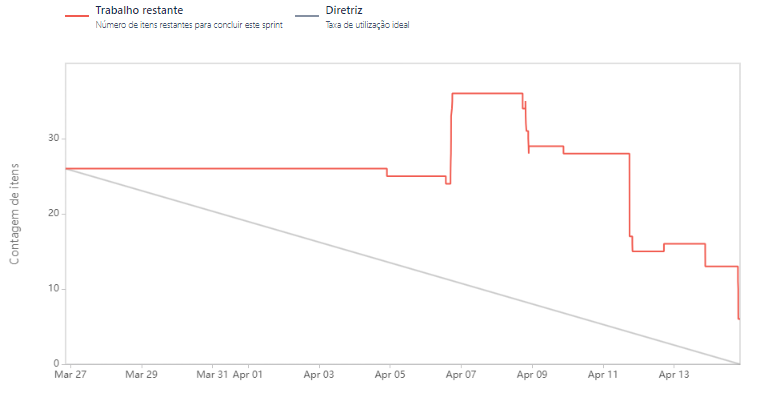 Trabalho restante
Número de itens restantes para concluir este sprint
Diretriz
Taxa de utilização ideal
Contagem de itens
30
20
10
0
Mar 27
Mar 29
Mar 31
Apr 01
Apr 03
Apr 05
Apr 07
Apr 09
Apr 11
Apr 13